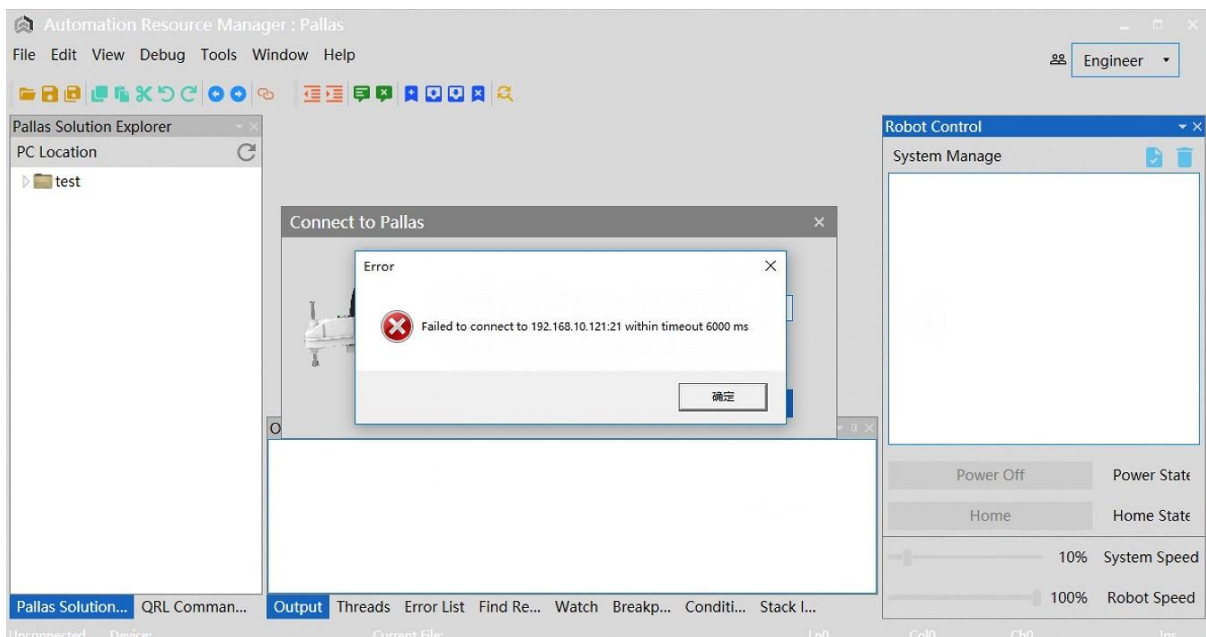 Automation Resource Manager : Pallas
File Edit View Debug Tools Window Help
Engineer
Pallas Solution Explorer
PC Location
test
Connect to Pallas
Error
Failed to connect to 192.168.10.121:21 within timeout 6000 ms
确定
Robot Control
System Manage
Power Off Power State
Home Home State
10% System Speed
100% Robot Speed
O
Pallas Solution... QRL Comman... Output Threads Error List Find Re... Watch Breakp... Conditi... Stack I...
Unconnected Device: Current File: Ln0 Col0 Ch0 Ins